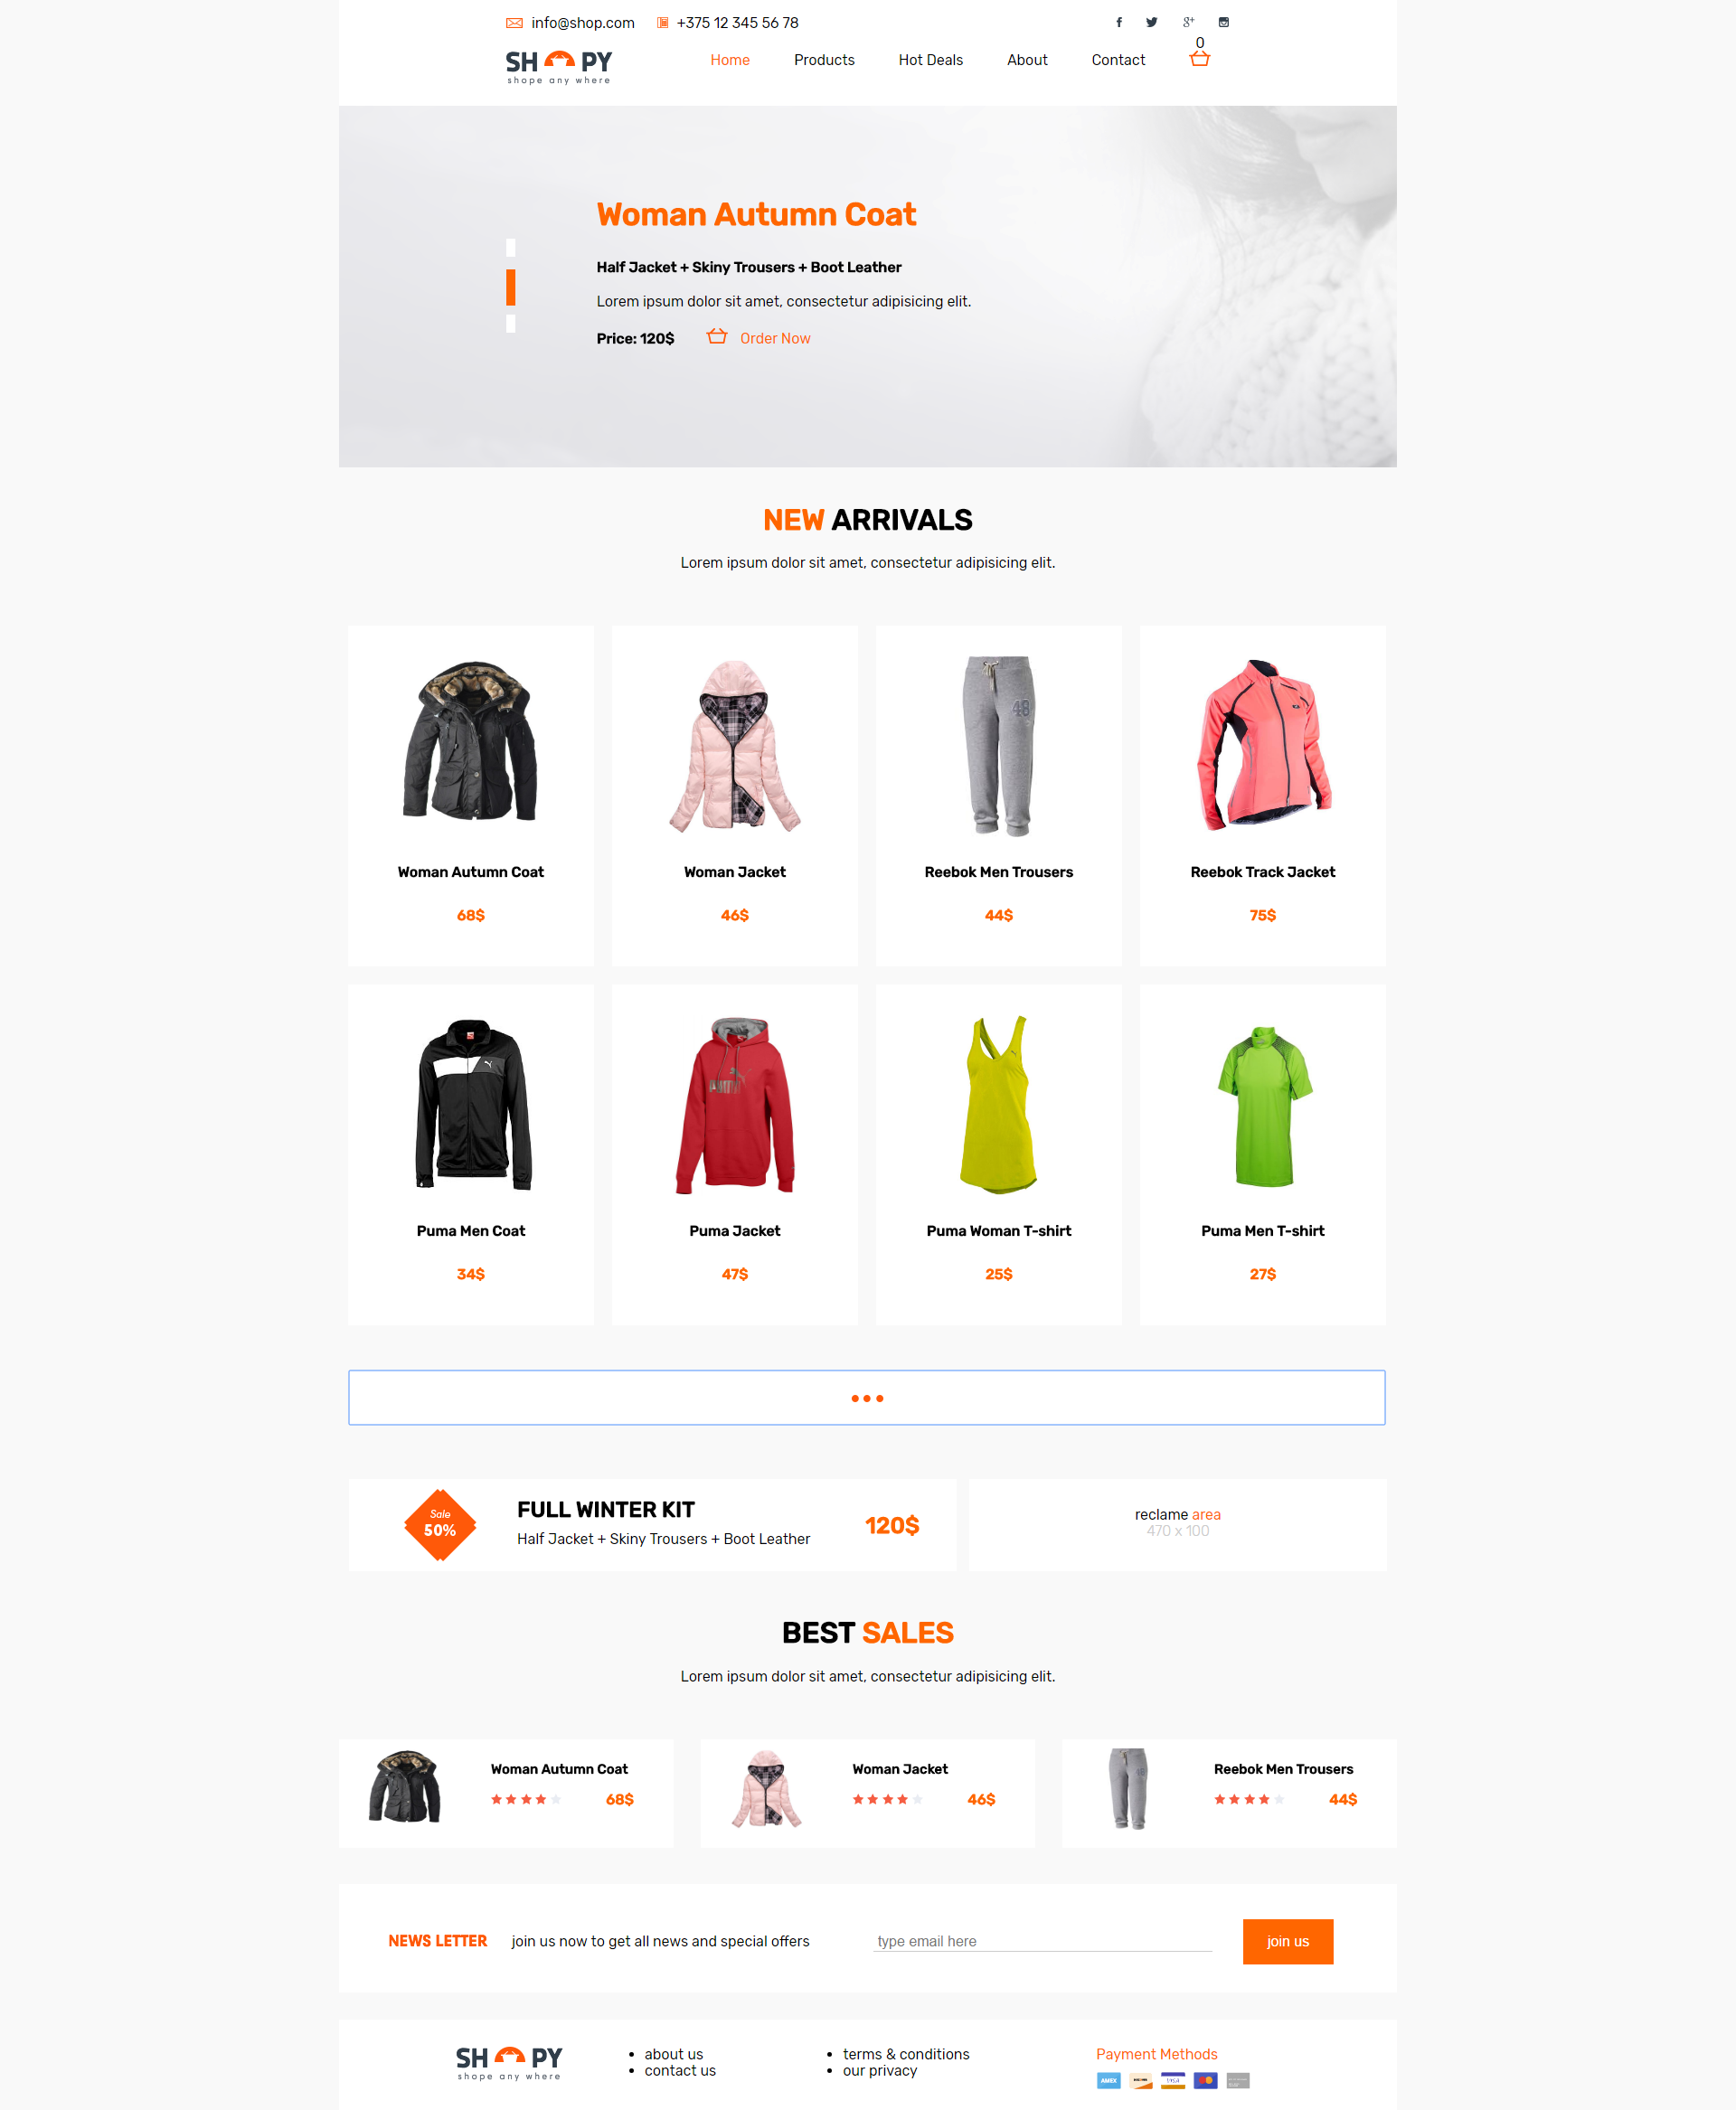 info@shop.com +375 12 345 56 78
0
SH PY
shope any where
Home Products Hot Deals About Contact
Woman Autumn Coat
Half Jacket + Skiny Trousers + Boot Leather
Lorem ipsum dolor sit amet, consectetur adipisicing elit.
Price: 120$ Order Now
NEW ARRIVALS
Lorem ipsum dolor sit amet, consectetur adipisicing elit.
48
Woman Autumn Coat
68$
Woman Jacket
46$
Reebok Men Trousers
44$
Reebok Track Jacket
75$
PUMA
Puma Men Coat
34$
Puma Jacket
47$
Puma Woman T-shirt
25$
Puma Men T-shirt
27$
Sale
50%
FULL WINTER KIT
Half Jacket + Skiny Trousers + Boot Leather
120$
reclame area
470 x 100
BEST SALES
Lorem ipsum dolor sit amet, consectetur adipisicing elit.
Woman Autumn Coat
68$
Woman Jacket
46$
48
Reebok Men Trousers
44$
NEWS LETTER join us now to get all news and special offers
type email here
join us
SH PY
shope any where
about us
contact us
terms & conditions
our privacy
Payment Methods
AMEX VISA